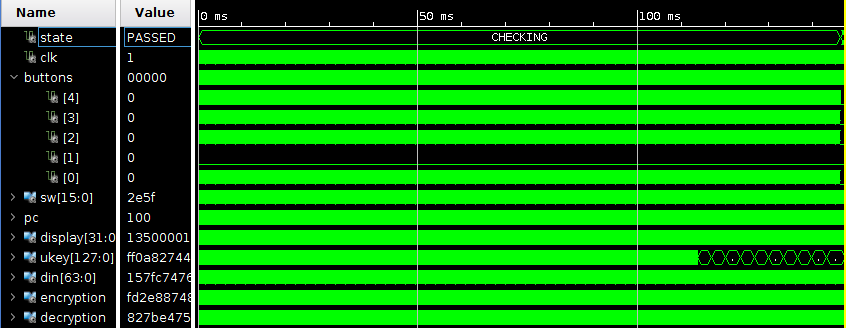 Name Value 0 ms 50 ms 100 ms
state PASSED CHECKING
clk 1
buttons 00000
[4] 0
[3] 0
[2] 0
[1] 0
[0] 0
sw[15:0] 2e5f
pc 100
display[31:0 13500001
ukey[127:0] ff0a82744
din[63:0] 157fc7476
encryption fd2e88748
decryption 827be475